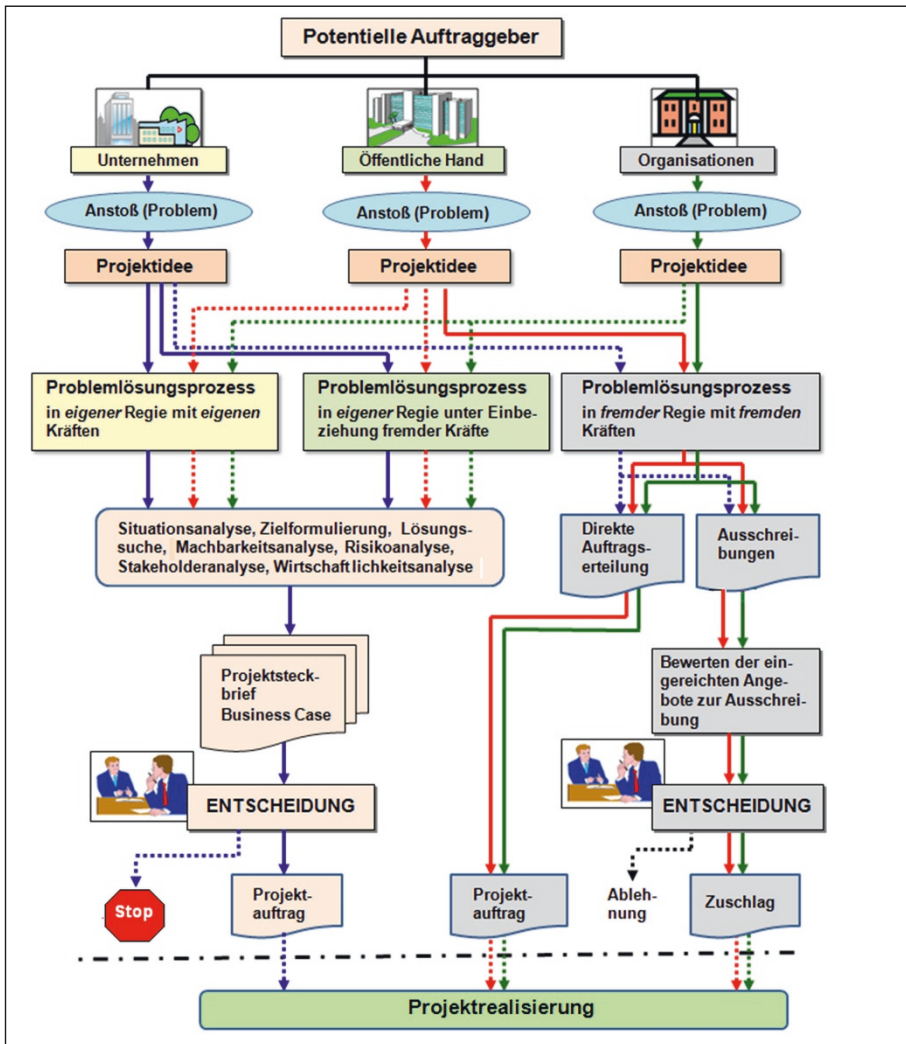 Potentielle Auftraggeber
Unternehmen
Öffentliche Hand
Organisationen
Anstoß (Problem)
Anstoß (Problem)
Anstoß (Problem)
Projektidee
Projektidee
Projektidee
Problemlösungsprozess
in eigener Regie mit eigenen
Kräften
Problemlösungsprozess
in eigener Regie unter Einbe-
ziehung fremder Kräfte
Problemlösungsprozess
in fremder Regie mit fremden
Kräften
Situationsanalyse, Zielformulierung, Lösungs-
suche, Machbarkeitsanalyse, Risikoanalyse,
Stakeholderanalyse, Wirtschaftlichkeitsanalyse
Direkte
Auftrags-
erteilung
Ausschrei-
bungen
Projektsteck-
brief
Business Case
Bewerten der ein-
gereichten Ange-
bote zur Ausschrei-
bung
ENTSCHEIDUNG
ENTSCHEIDUNG
Stop
Projekt-
auftrag
Projekt-
auftrag
Ableh-
nung
Zuschlag
Projektrealisierung